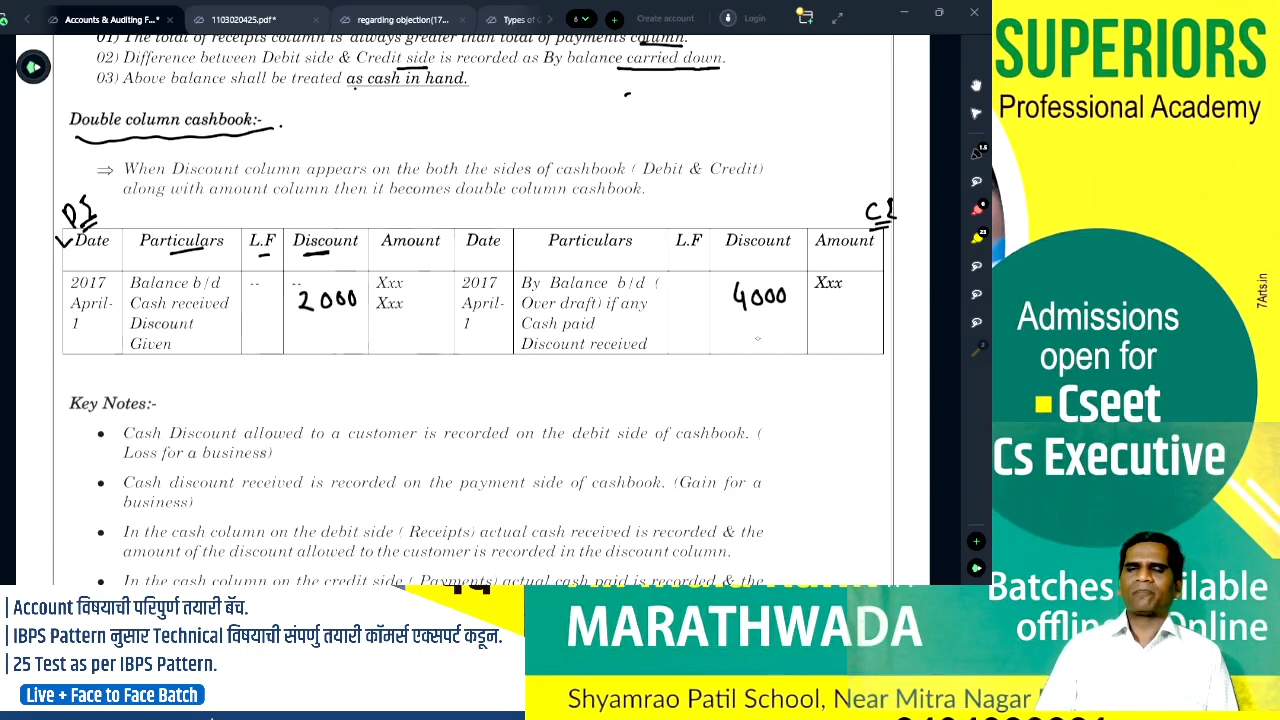 Accounts & Auditing F...*
1103020425.pdf*
regarding objection(17...
Types of G
6
Create account
Login
01) The total of receipts column is always greater than total of payments column.
02) Difference between Debit side & Credit side is recorded as By balance carried down.
03) Above balance shall be treated as cash in hand.
Double column cashbook:-
⇒ When Discount column appears on the both the sides of cashbook ( Debit & Credit)
along with amount column then it becomes double column cashbook.
Date Particulars L.F Discount Amount Date Particulars L.F Discount Amount
2017 Balance b/d -- -- Xxx 2017 By Balance b/d ( Xxx
April- Cash received 2000 Xxx April- Over draft) if any 4000
1 Discount 1 Cash paid
Given Discount received
Key Notes:-
• Cash Discount allowed to a customer is recorded on the debit side of cashbook. (
Loss for a business)
• Cash discount received is recorded on the payment side of cashbook. (Gain for a
business)
• In the cash column on the debit side ( Receipts) actual cash received is recorded & the
amount of the discount allowed to the customer is recorded in the discount column.
• In the cash column on the credit side ( Payments) actual cash paid is recorded & the
1.5
6
23
2
SUPERIORS
Professional Academy
7Arts.in
Admissions
open for
Cseet
Cs Executive
Batches
offlin
Online
| Account विषयाची परिपुर्ण तयारी बॅच.
| IBPS Pattern नुसार Technical विषयाची संपर्णु तयारी कॉमर्स एक्सपर्ट कडून.
| 25 Test as per IBPS Pattern.
Live + Face to Face Batch
MARATHWADA
Shyamrao Patil School, Near Mitra Nagar